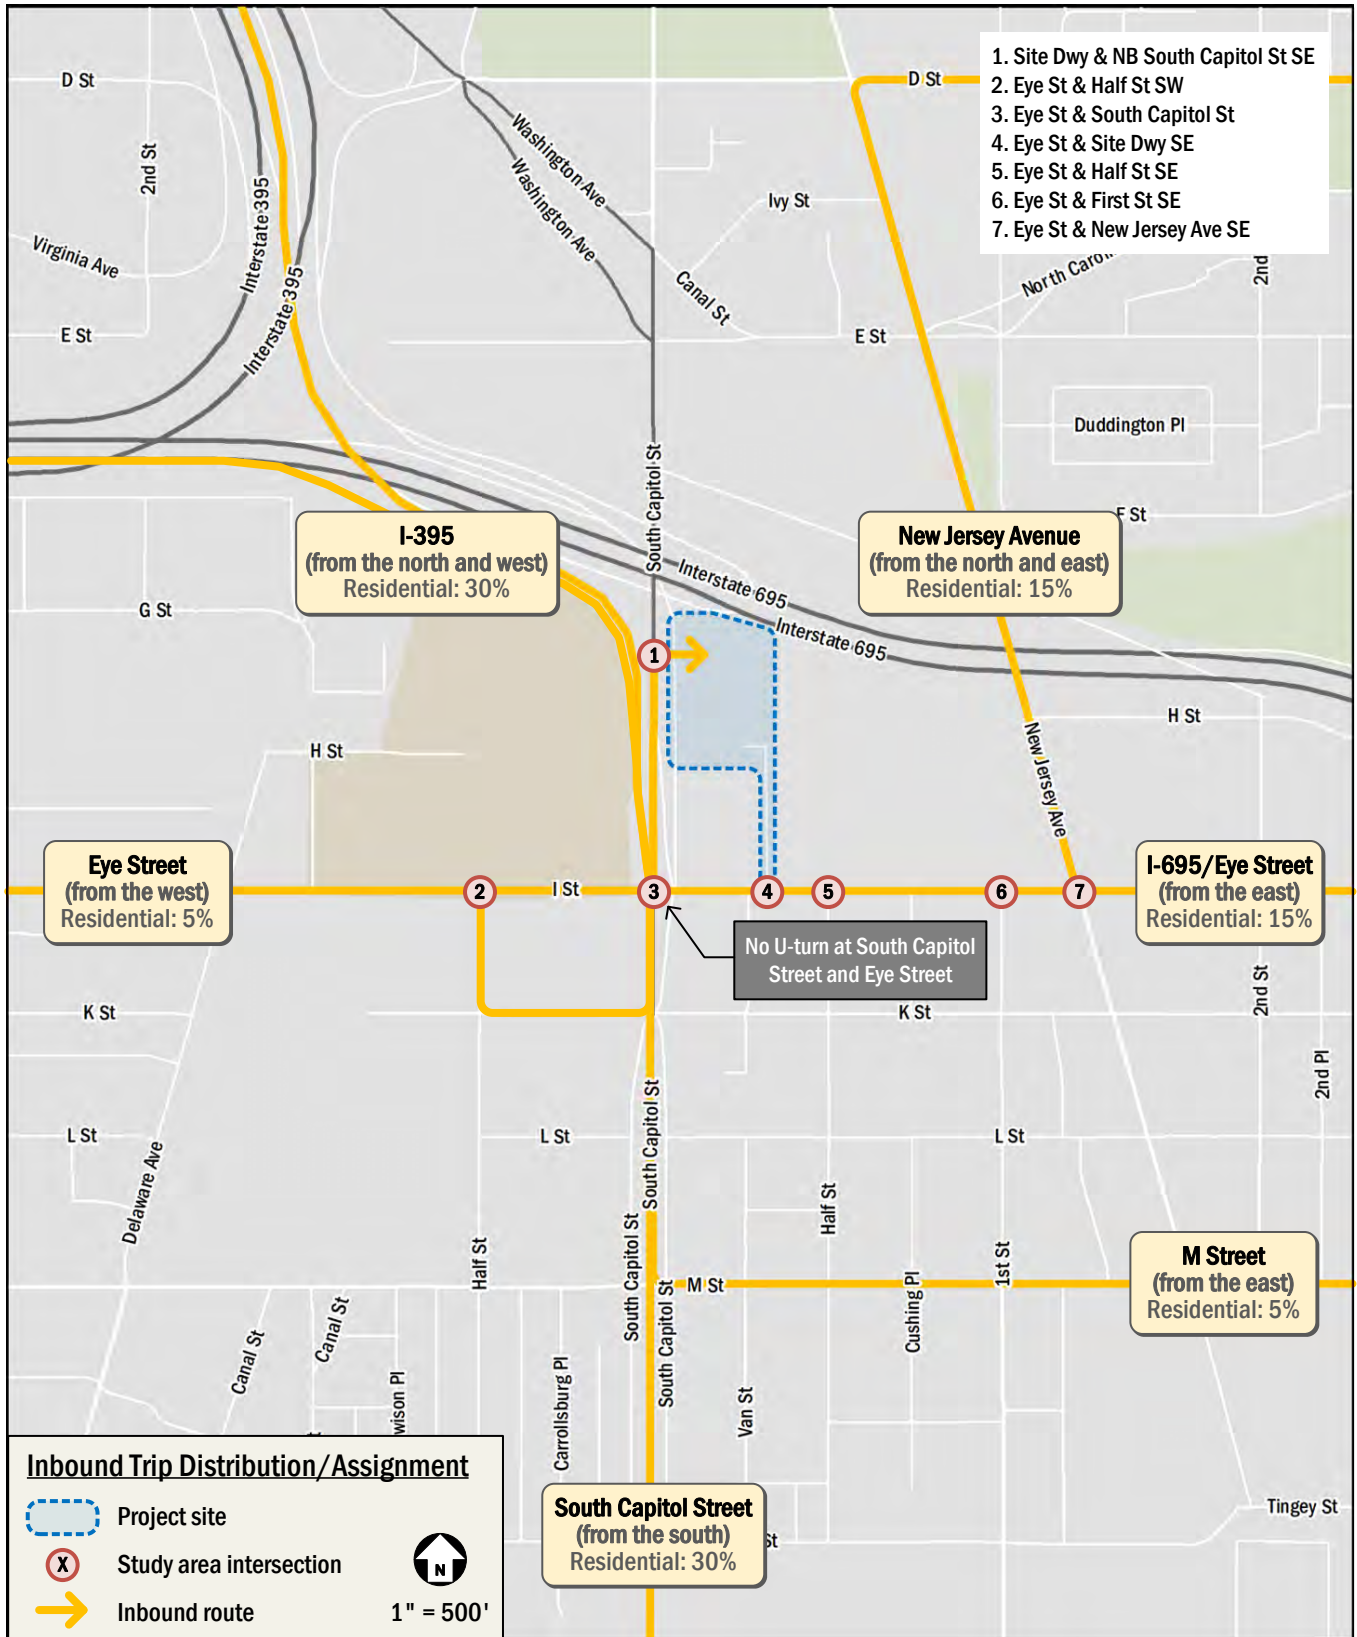 1. Site Dwy & NB South Capitol St SE
2. Eye St & Half St SW
3. Eye St & South Capitol St
4. Eye St & Site Dwy SE
5. Eye St & Half St SE
6. Eye St & First St SE
7. Eye St & New Jersey Ave SE
D St
D St
2nd St
Washington Ave
Washington Ave
Ivy St
Interstate 395
Interstate 395
Virginia Ave
Canal St
2nd
E St
E St
Duddington Pl
South Capitol St
F St
I-395
(from the north and west)
Residential: 30%
New Jersey Avenue
(from the north and east)
Residential: 15%
Interstate 695
Interstate 695
G St
1
H St
H St
New Jersey Ave
Eye Street
(from the west)
Residential: 5%
2
I St
3
4
5
6
7
I-695/Eye Street
(from the east)
Residential: 15%
No U-turn at South Capitol
Street and Eye Street
K St
K St
2nd St
2nd Pl
South Capitol St
L St
L St
L St
Delaware Ave
Half St
South Capitol St
South Capitol St
Half St
1st St
M St
M Street
(from the east)
Residential: 5%
Canal St
Canal St
Carrollsburg Pl
Van St
Cushing Pl
South Capitol Street
(from the south)
Residential: 30%
St
Tingey St
Inbound Trip Distribution/Assignment
Project site
X Study area intersection
N
Inbound route
1" = 500'